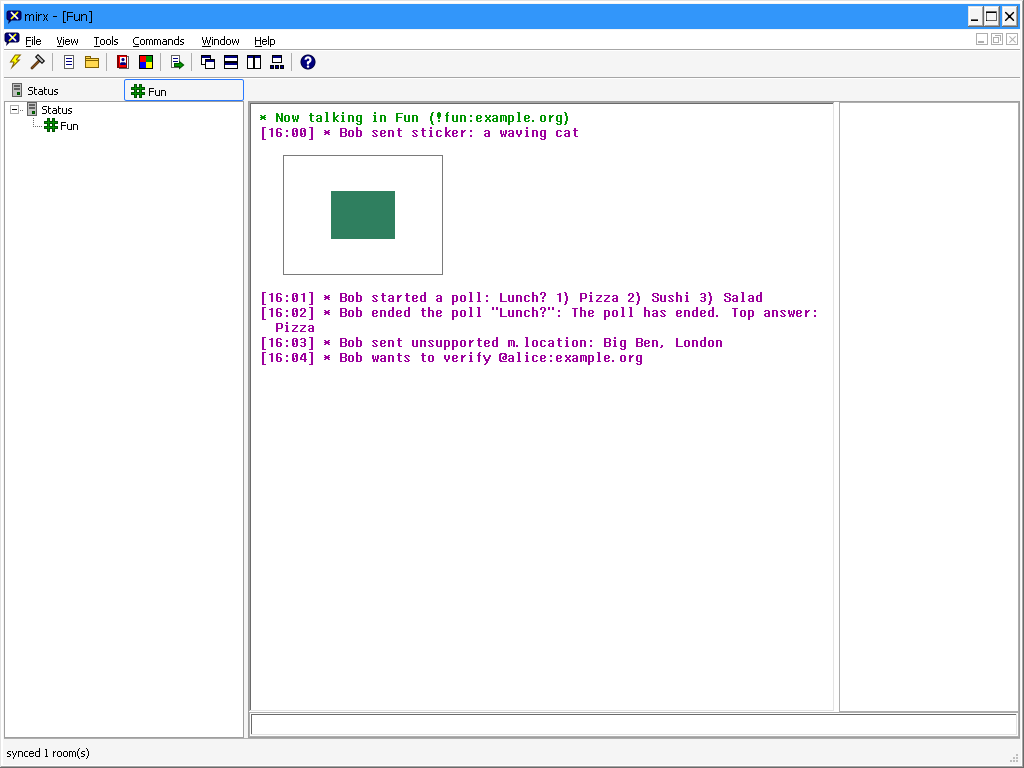 mirx - [Fun]
File View Tools Commands Window Help
Status Fun
Status
Fun
* Now talking in Fun (!fun:example.org)
[16:00] * Bob sent sticker: a waving cat
[16:01] * Bob started a poll: Lunch? 1) Pizza 2) Sushi 3) Salad
[16:02] * Bob ended the poll "Lunch?": The poll has ended. Top answer:
Pizza
[16:03] * Bob sent unsupported m.location: Big Ben, London
[16:04] * Bob wants to verify @alice:example.org
synced 1 room(s)